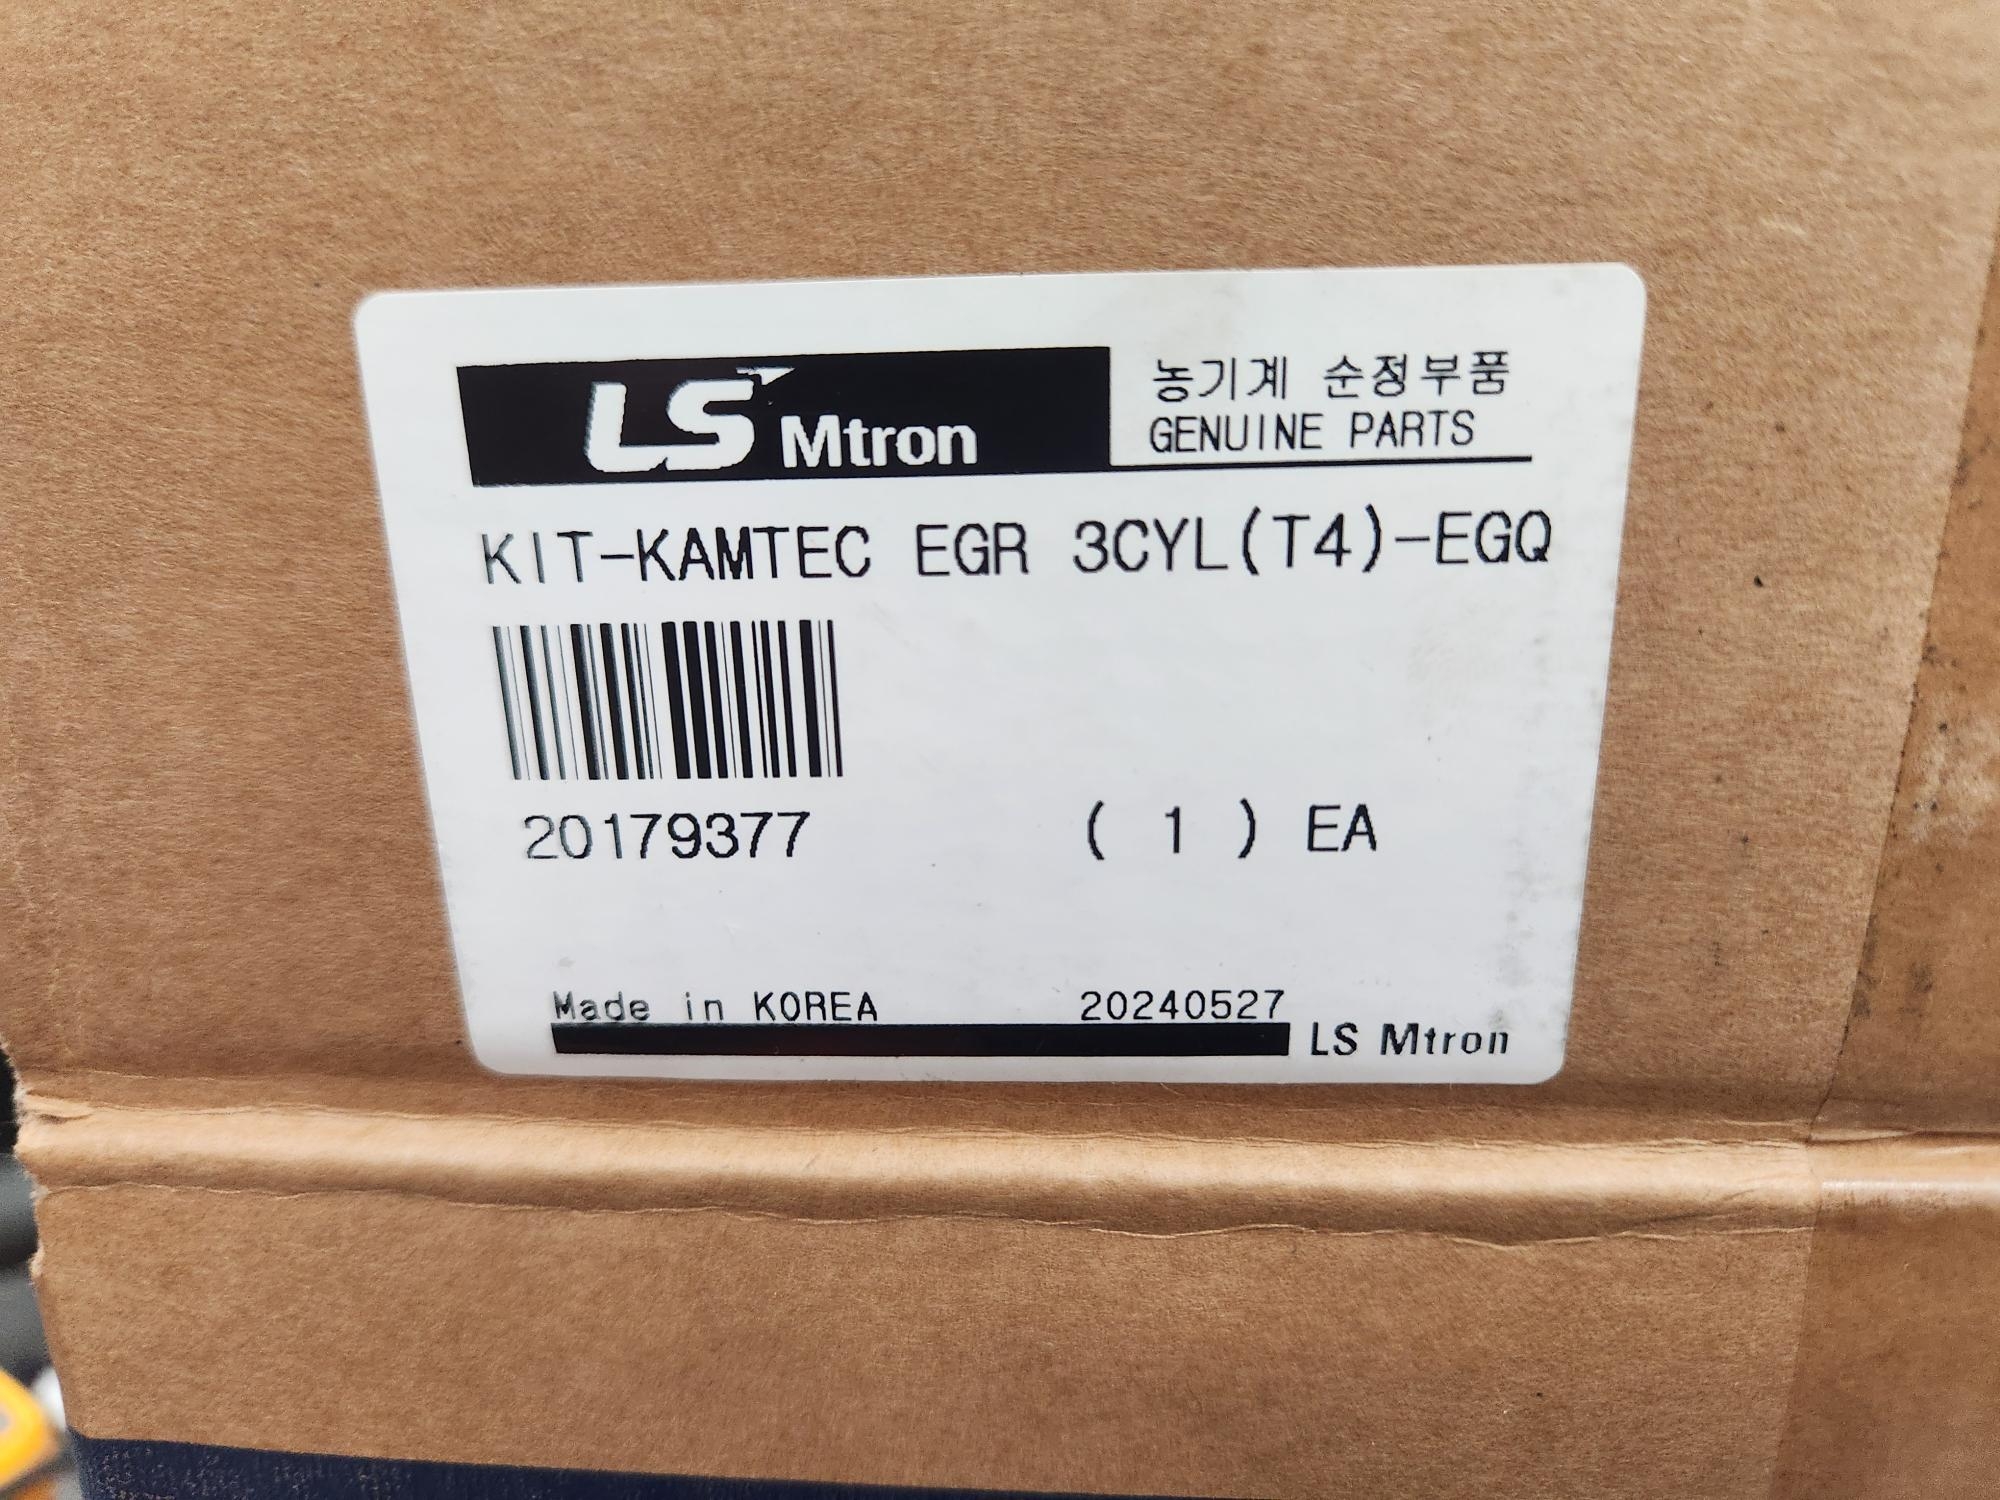 LS Mtron
농기계 순정부품
GENUINE PARTS
KIT-KAMTEC EGR 3CYL(T4)-EGQ
20179377 ( 1 ) EA
Made in KOREA 20240527
LS Mtron